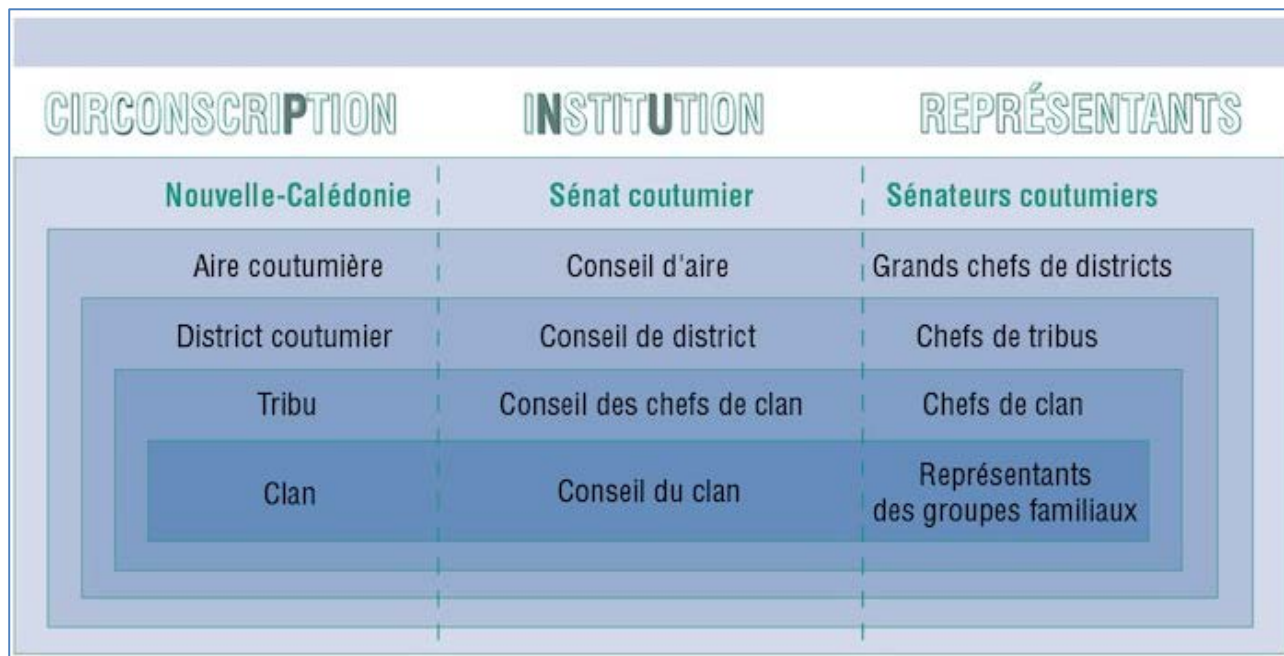 CIRCONSCRIPTION INSTITUTION REPRÉSENTANTS
Nouvelle-Calédonie Sénat coutumier Sénateurs coutumiers
Aire coutumière Conseil d'aire Grands chefs de districts
District coutumier Conseil de district Chefs de tribus
Tribu Conseil des chefs de clan Chefs de clan
Clan Conseil du clan Représentants
des groupes familiaux